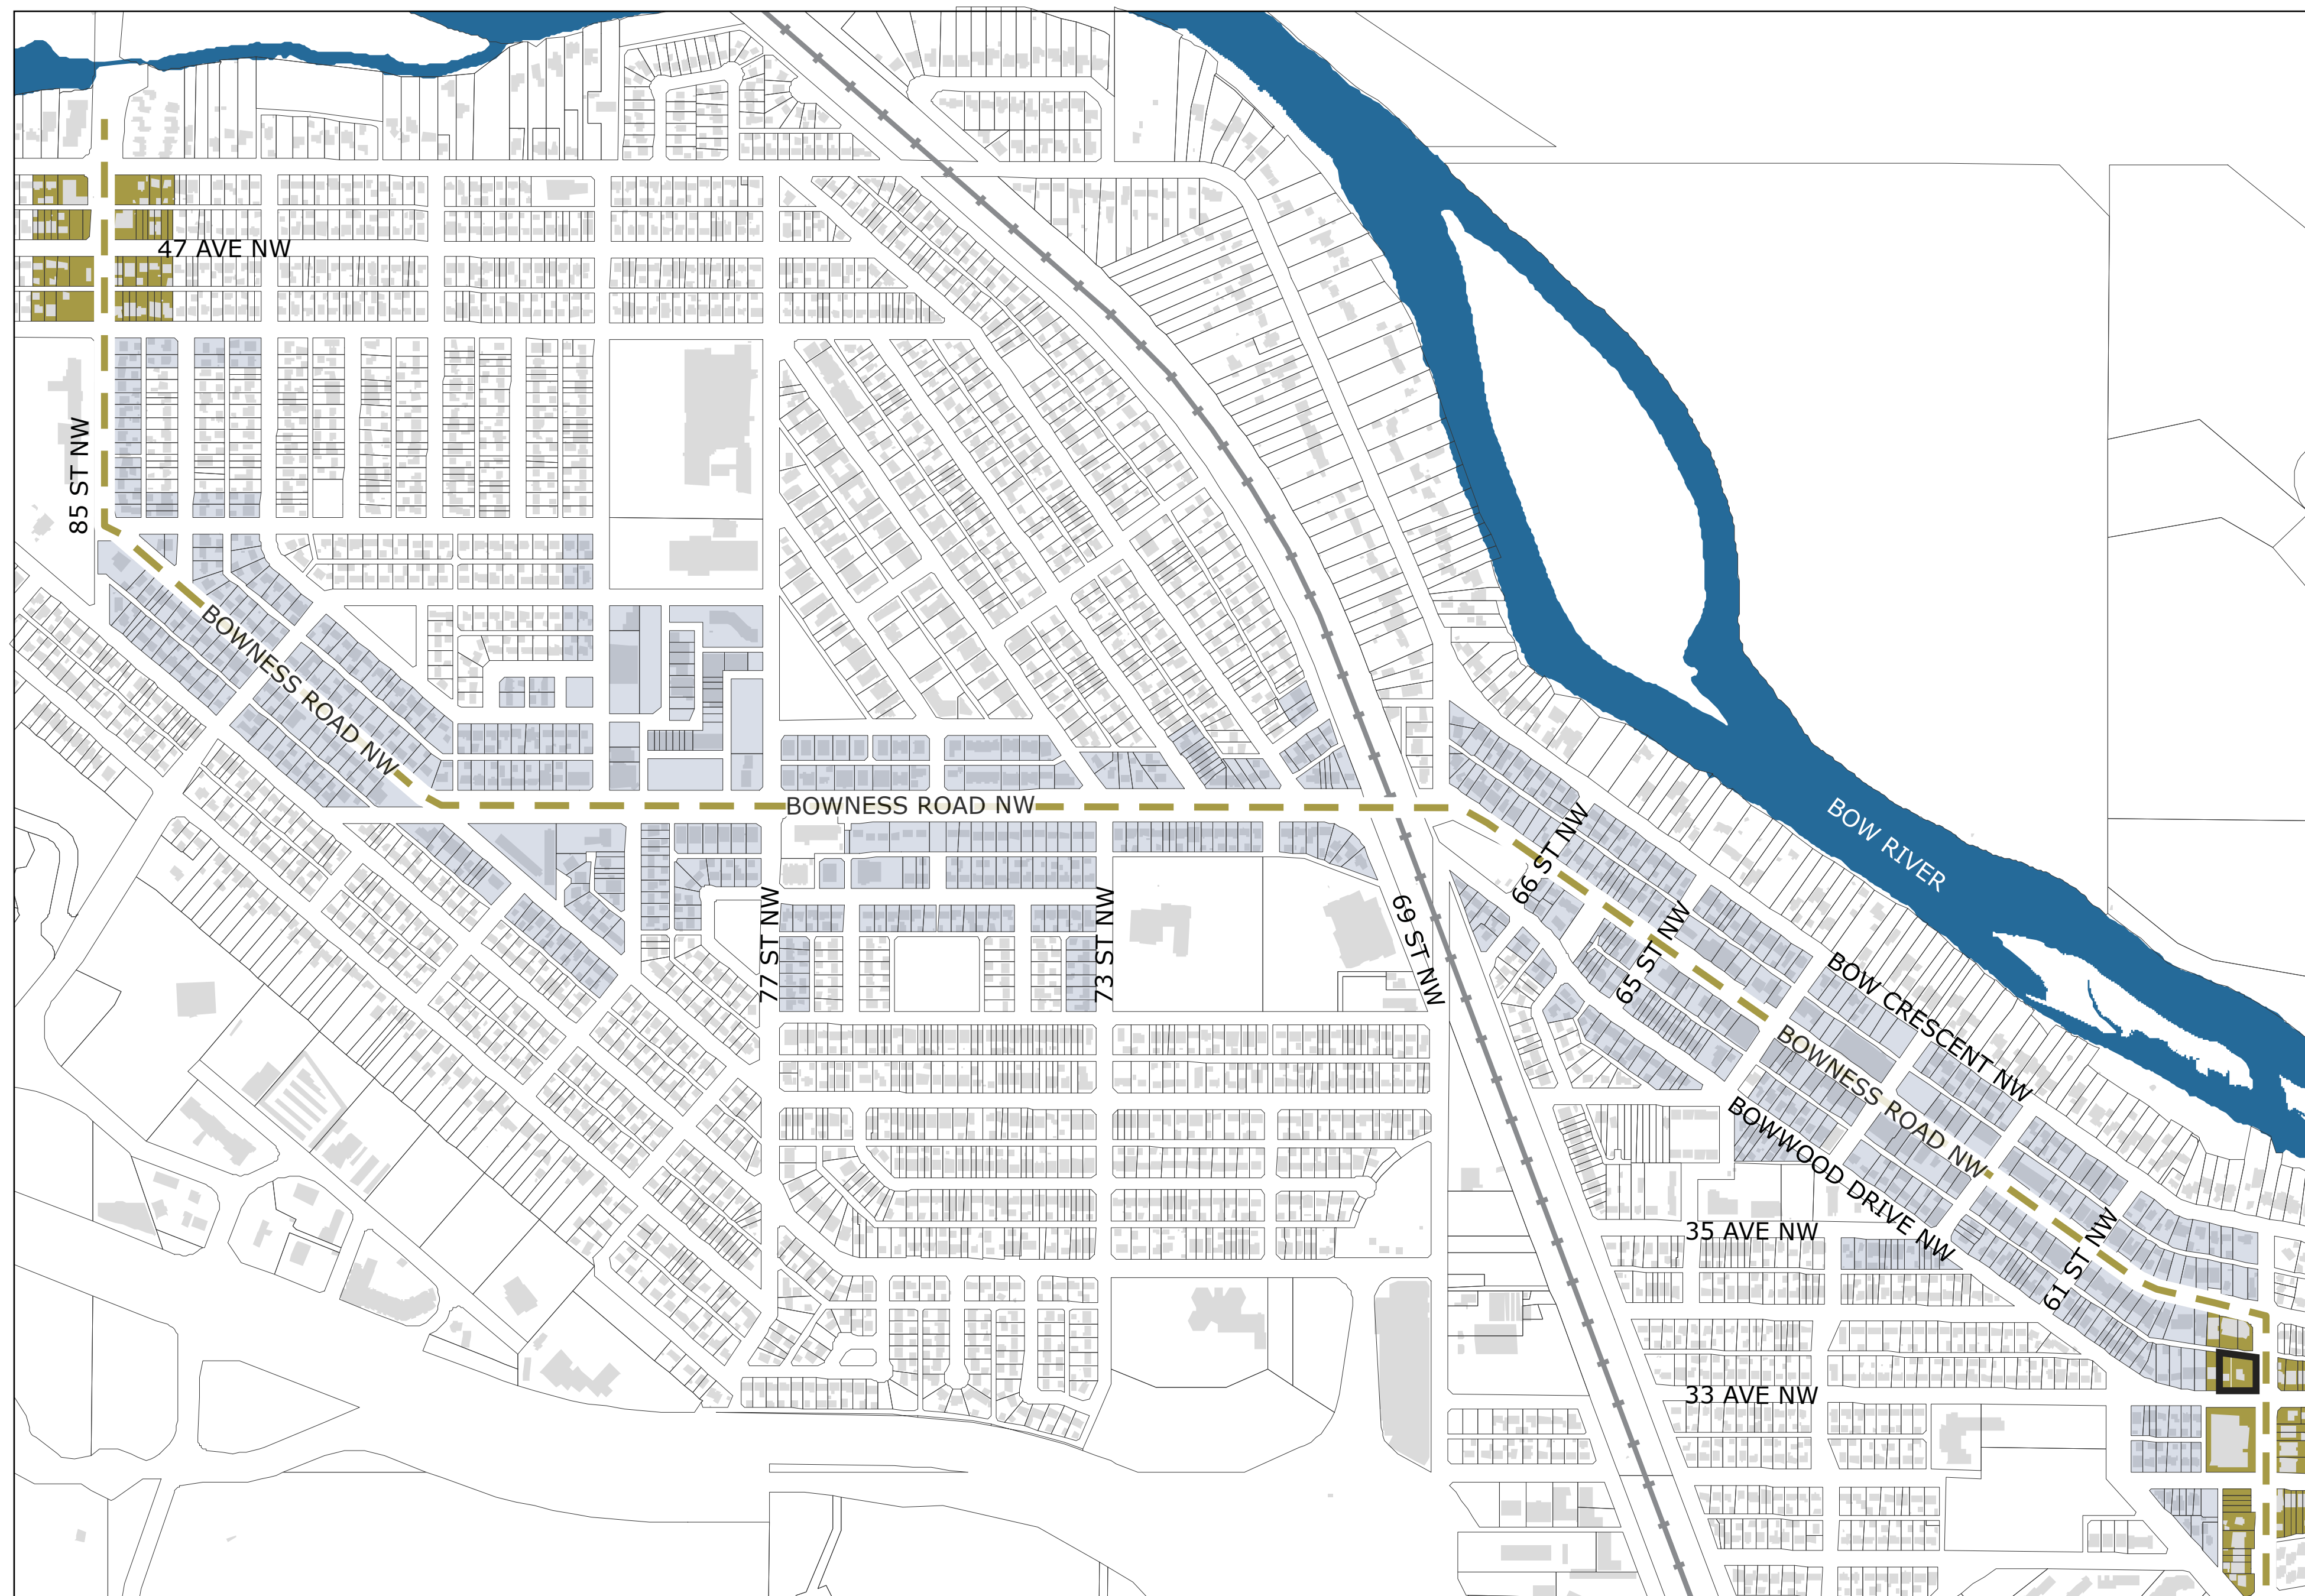 47 AVE NW
85 ST NW
BOWNESS ROAD NW
BOWNESS ROAD NW
66 ST NW
BOW RIVER
77 ST NW
73 ST NW
69 ST NW
65 ST NW
BOW CRESCENT NW
BOWNESS ROAD NW
BOWWOOD DRIVE NW
35 AVE NW
61 ST NW
33 AVE NW